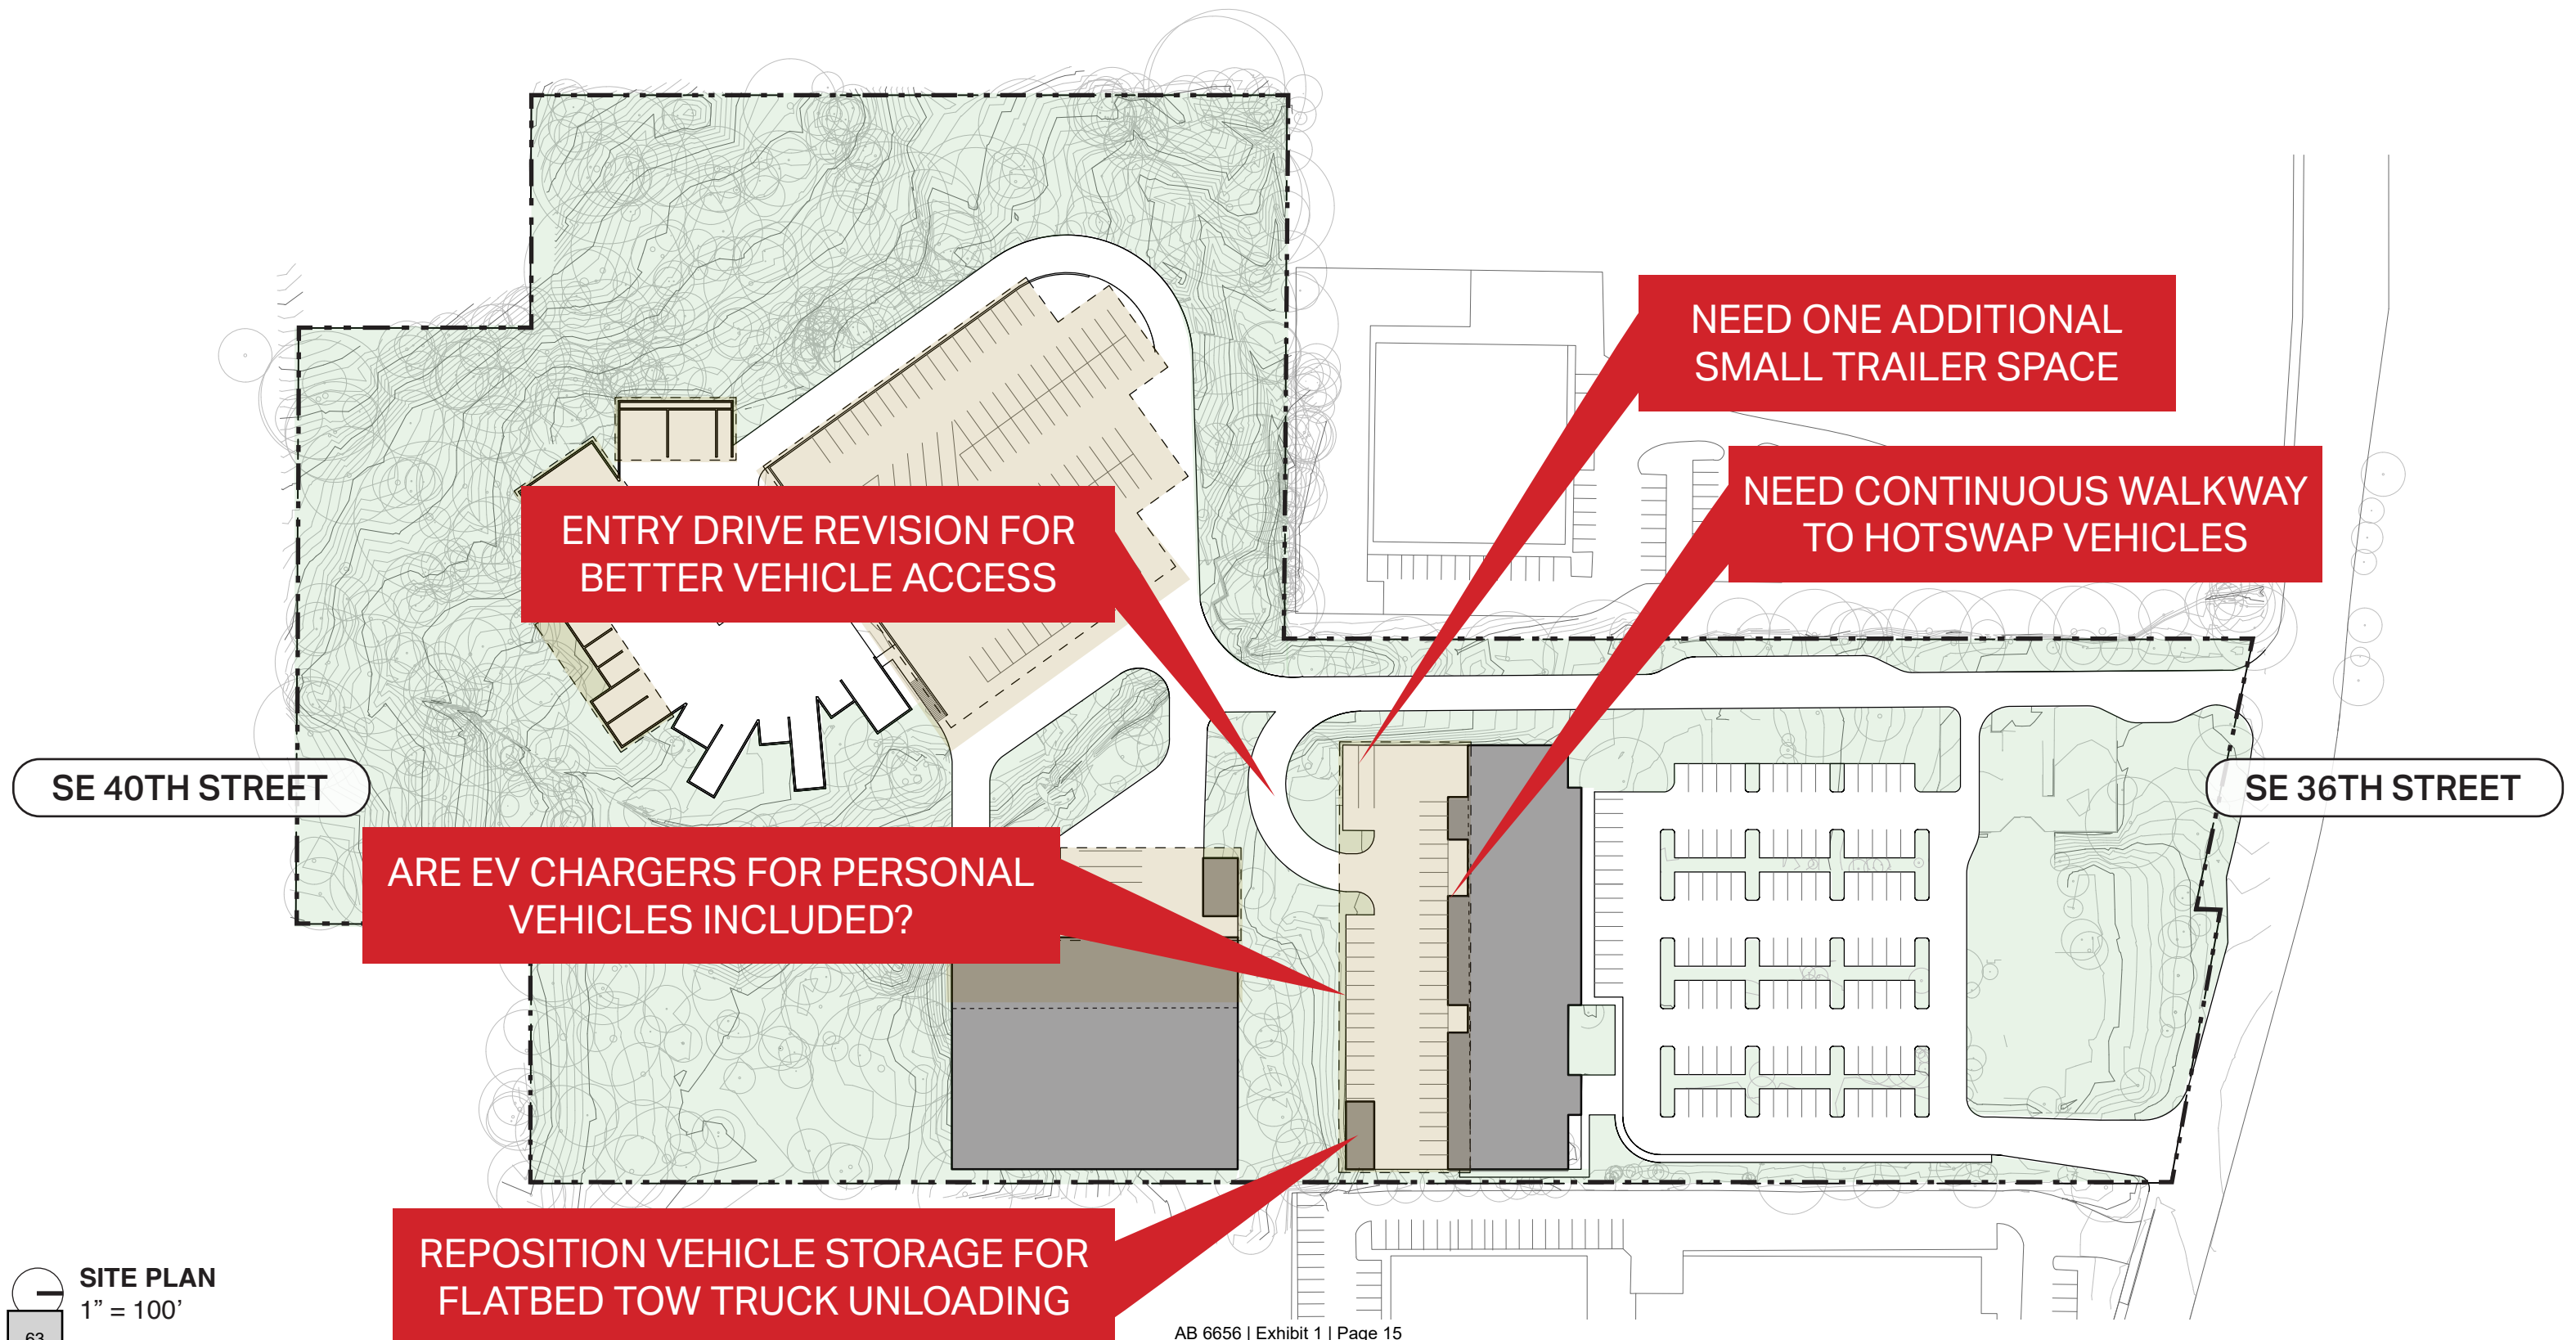 NEED ONE ADDITIONAL
SMALL TRAILER SPACE
NEED CONTINUOUS WALKWAY
TO HOTSWAP VEHICLES
ENTRY DRIVE REVISION FOR
BETTER VEHICLE ACCESS
SE 40TH STREET
SE 36TH STREET
ARE EV CHARGERS FOR PERSONAL
VEHICLES INCLUDED?
REPOSITION VEHICLE STORAGE FOR
FLATBED TOW TRUCK UNLOADING
SITE PLAN
1” = 100’
63
AB 6656 | Exhibit 1 | Page 15